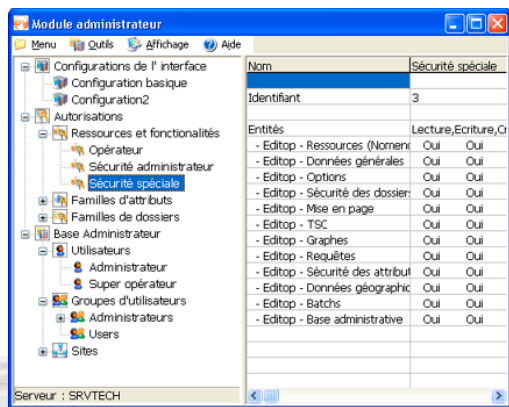 Module administrateur
Menu Outils Affichage Aide
Configurations de l' interface
Configuration basique
Configuration2
Autorisations
Ressources et fonctionalités
Opérateur
Sécurité administrateur
Sécurité spéciale
Familles d'attributs
Familles de dossiers
Base Administrateur
Utilisateurs
Administrateur
Super opérateur
Groupes d'utilisateurs
Administrateurs
Users
Sites
Nom Sécurité spéciale
Identifiant 3
Entités Lecture,Ecriture,Cr
- Editop - Ressources (Nomen Oui Oui
- Editop - Données générales Oui Oui
- Editop - Options Oui Oui
- Editop - Sécurité des dossier Oui Oui
- Editop - Mise en page Oui Oui
- Editop - TSC Oui Oui
- Editop - Graphes Oui Oui
- Editop - Requêtes Oui Oui
- Editop - Sécurité des attribut Oui Oui
- Editop - Données géographic Oui Oui
- Editop - Batchs Oui Oui
- Editop - Base administrative Oui Oui
Serveur : SRVTECH